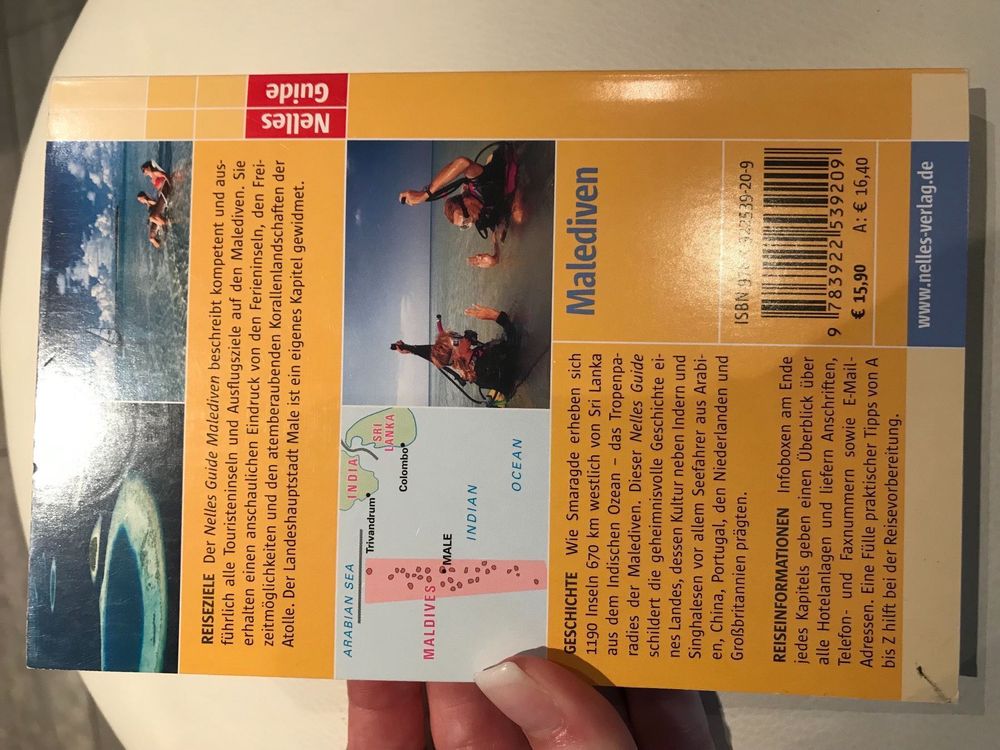 Nelles
Guide
REISEZIELE Der Nelles Guide Malediven beschreibt kompetent und aus-
führlich alle Touristeninseln und Ausflugsziele auf den Malediven. Sie
erhalten einen anschaulichen Eindruck von den Ferieninseln, den Frei-
zeitmöglichkeiten und den atemberaubenden Korallenlandschaften der
Atolle. Der Landeshauptstadt Male ist ein eigenes Kapitel gewidmet.
ARABIAN SEA
INDIA
SRI
LANKA
Trivandrum
Colombo
MALDIVES
MALE
INDIAN
OCEAN
GESCHICHTE Wie Smaragde erheben sich
1190 Inseln 670 km westlich von Sri Lanka
aus dem Indischen Ozean – das Tropenpa-
radies der Malediven. Dieser Nelles Guide
schildert die geheimnisvolle Geschichte ei-
nes Landes, dessen Kultur neben Indern und
Singhalesen vor allem Seefahrer aus Arabi-
en, China, Portugal, den Niederlanden und
Großbritannien prägten.
REISEINFORMATIONEN Infoboxen am Ende
jedes Kapitels geben einen Überblick über
alle Hotelanlagen und liefern Anschriften,
Telefon- und Faxnummern sowie E-Mail-
Adressen. Eine Fülle praktischer Tipps von A
bis Z hilft bei der Reisevorbereitung.
Malediven
ISBN 539-20-9
9 783922 539209
€ 15,90 A: € 16,40
www.nelles-verlag.de